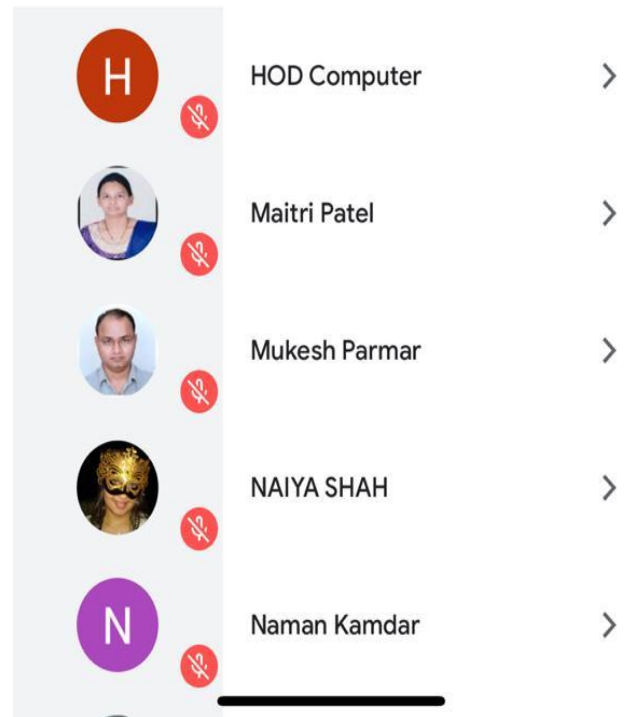 H
HOD Computer
Maitri Patel
Mukesh Parmar
NAIYA SHAH
N
Naman Kamdar